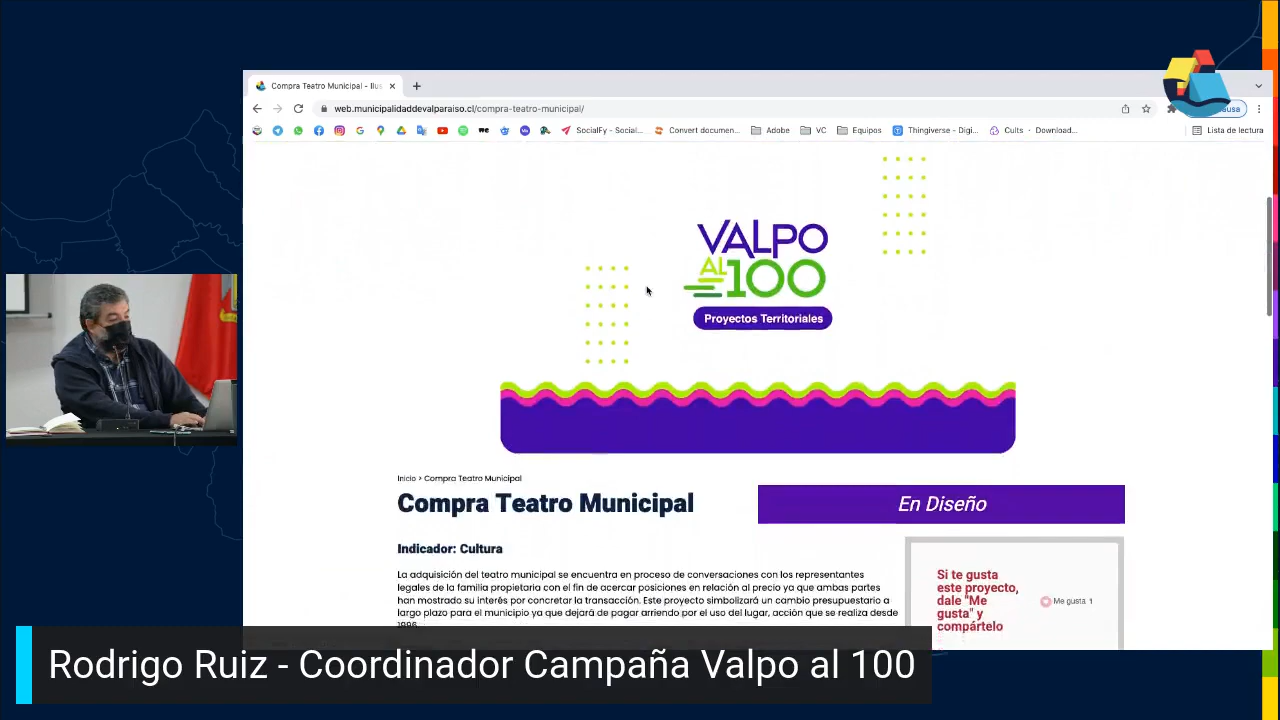 Compra Teatro Municipal - Ilus
web.municipalidaddevalparaiso.cl/compra-teatro-municipal/
SocialFy - Social... Convert documen... Adobe VC Equipos Thingiverse - Digi... Cults · Download... Lista de lectura
VALPO
AL 100
Proyectos Territoriales
Inicio > Compra Teatro Municipal
Compra Teatro Municipal
En Diseño
Indicador: Cultura
La adquisición del teatro municipal se encuentra en proceso de conversaciones con los representantes
legales de la familia propietaria con el fin de acercar posiciones en relación al precio ya que ambas partes
han mostrado su interés por concretar la transacción. Este proyecto simbolizará un cambio presupuestario a
largo plazo para el municipio ya que dejará de pagar arriendo por el uso del lugar, acción que se realiza desde
1996.
Si te gusta
este proyecto,
dale "Me
gusta" y
compártelo
Me gusta 1
Rodrigo Ruiz - Coordinador Campaña Valpo al 100